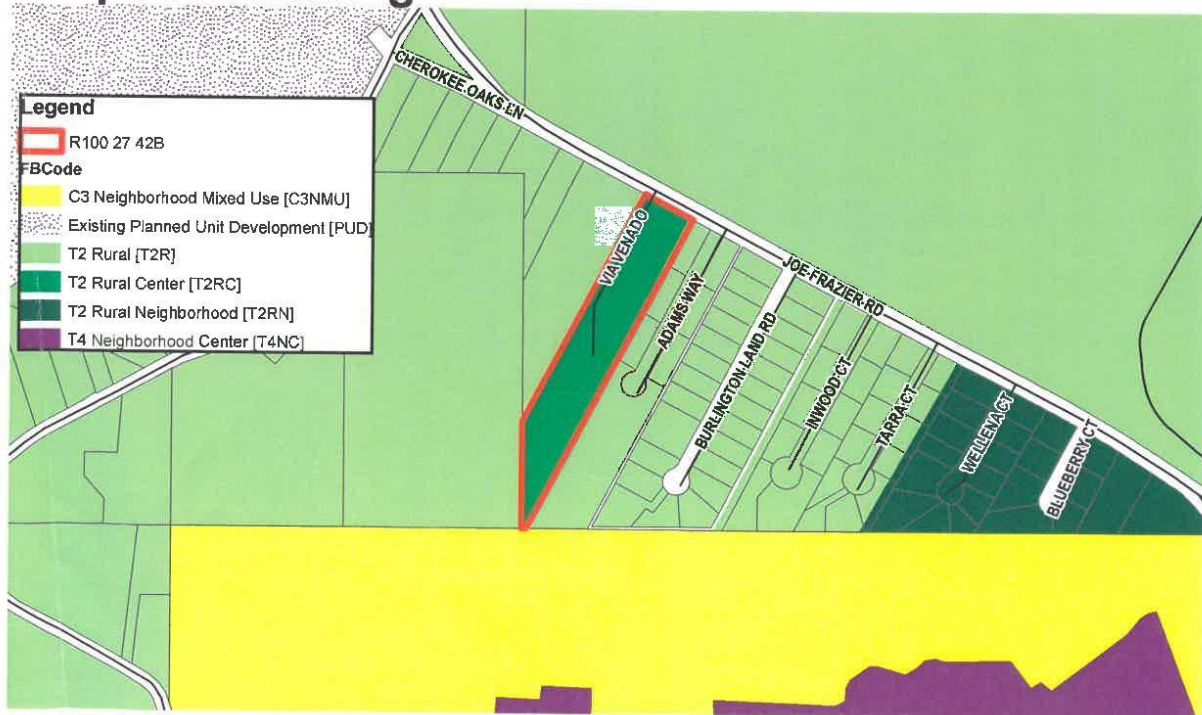 Legend
R100 27 42B
FBCode
C3 Neighborhood Mixed Use [C3NMU]
Existing Planned Unit Development [PUD]
T2 Rural [T2R]
T2 Rural Center [T2RC]
T2 Rural Neighborhood [T2RN]
T4 Neighborhood Center [T4NC]
CHEROKEE OAKS LN
VIA VENADO
ADAMS WAY
JOE FRAZIER RD
BURLINGTON LAND RD
INWOOD CT
TARRA CT
WELLENA CT
BLUEBERRY CT